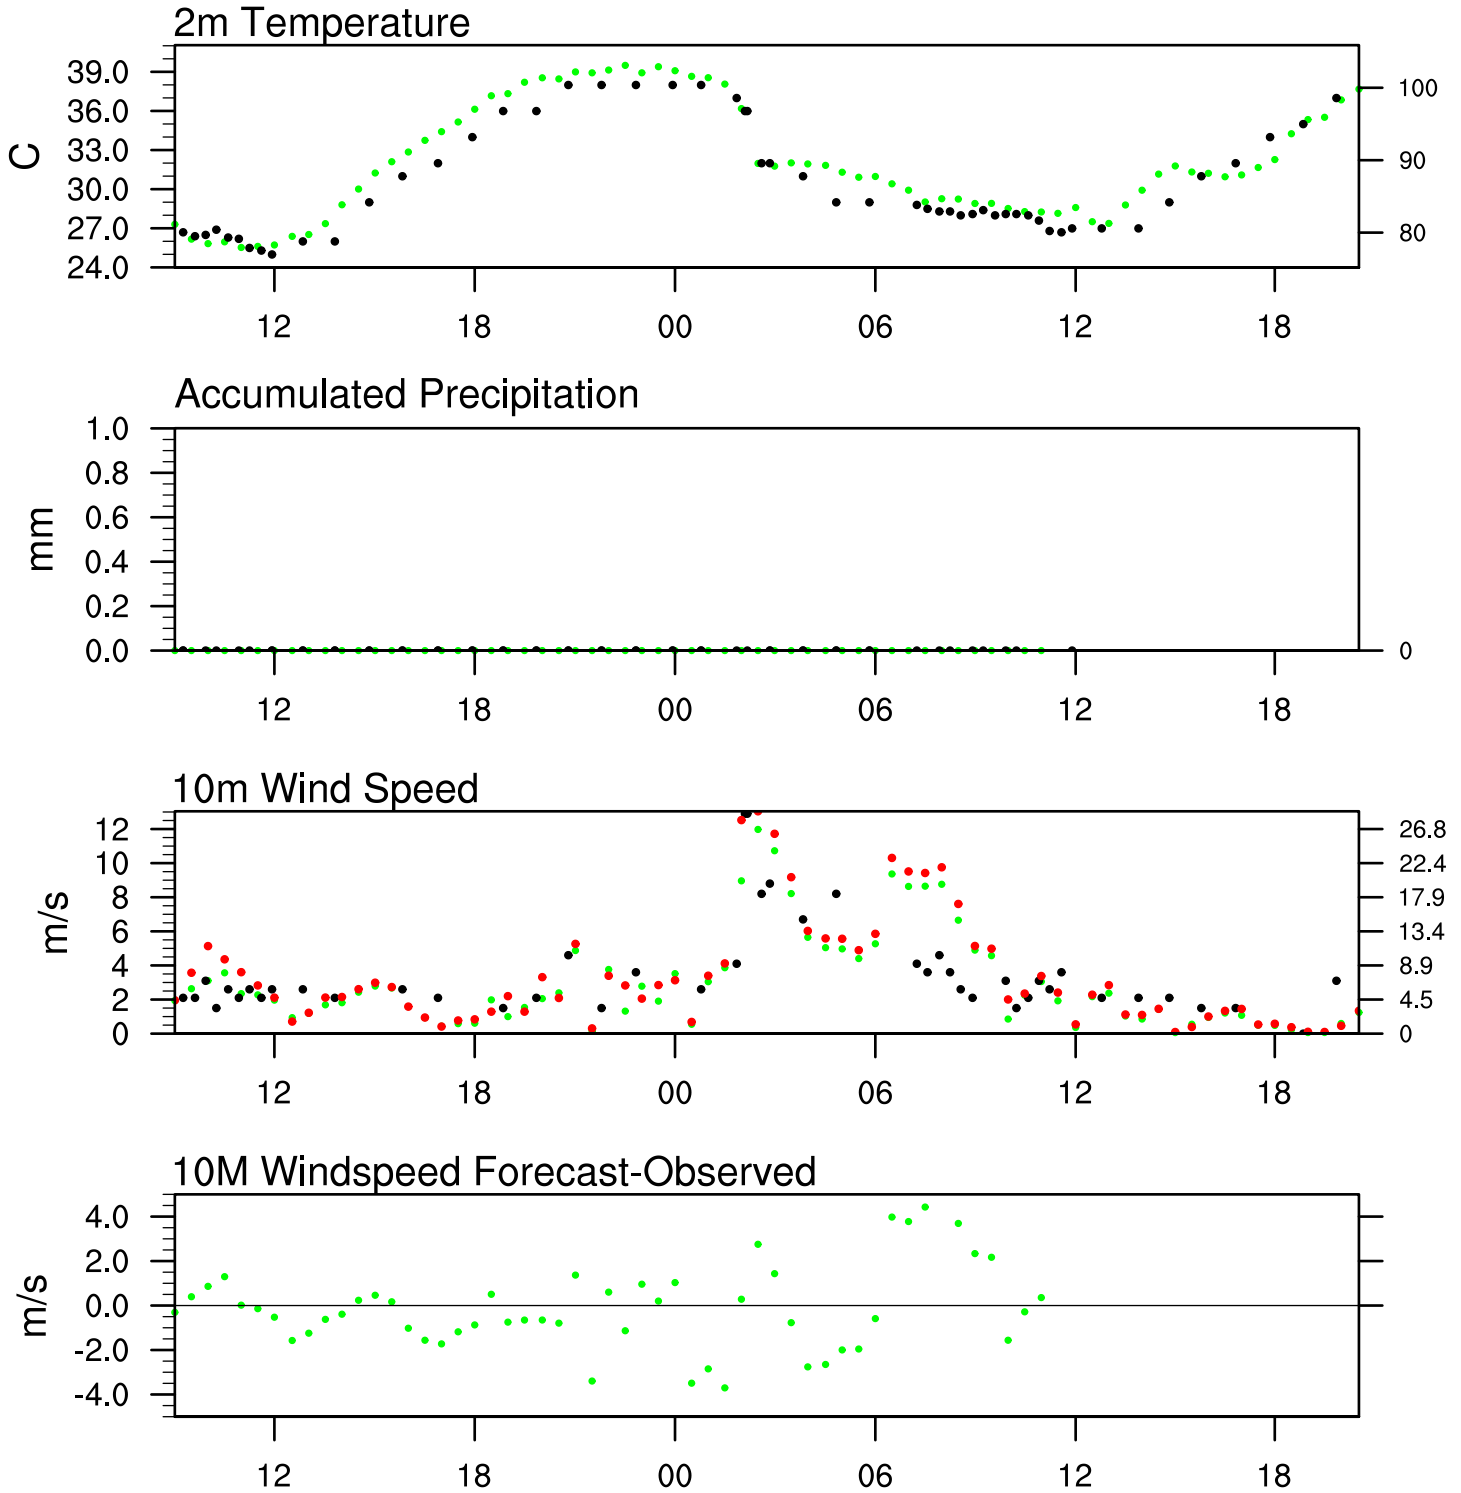 2m Temperature
39.0
36.0
33.0
30.0
27.0
24.0
C
100
90
80
12 18 00 06 12 18
Accumulated Precipitation
1.0
0.8
0.6
0.4
0.2
0.0
mm
0
12 18 00 06 12 18
10m Wind Speed
12
10
8
6
4
2
0
m/s
26.8
22.4
17.9
13.4
8.9
4.5
0
12 18 00 06 12 18
10M Windspeed Forecast-Observed
4.0
2.0
0.0
-2.0
-4.0
m/s
12 18 00 06 12 18